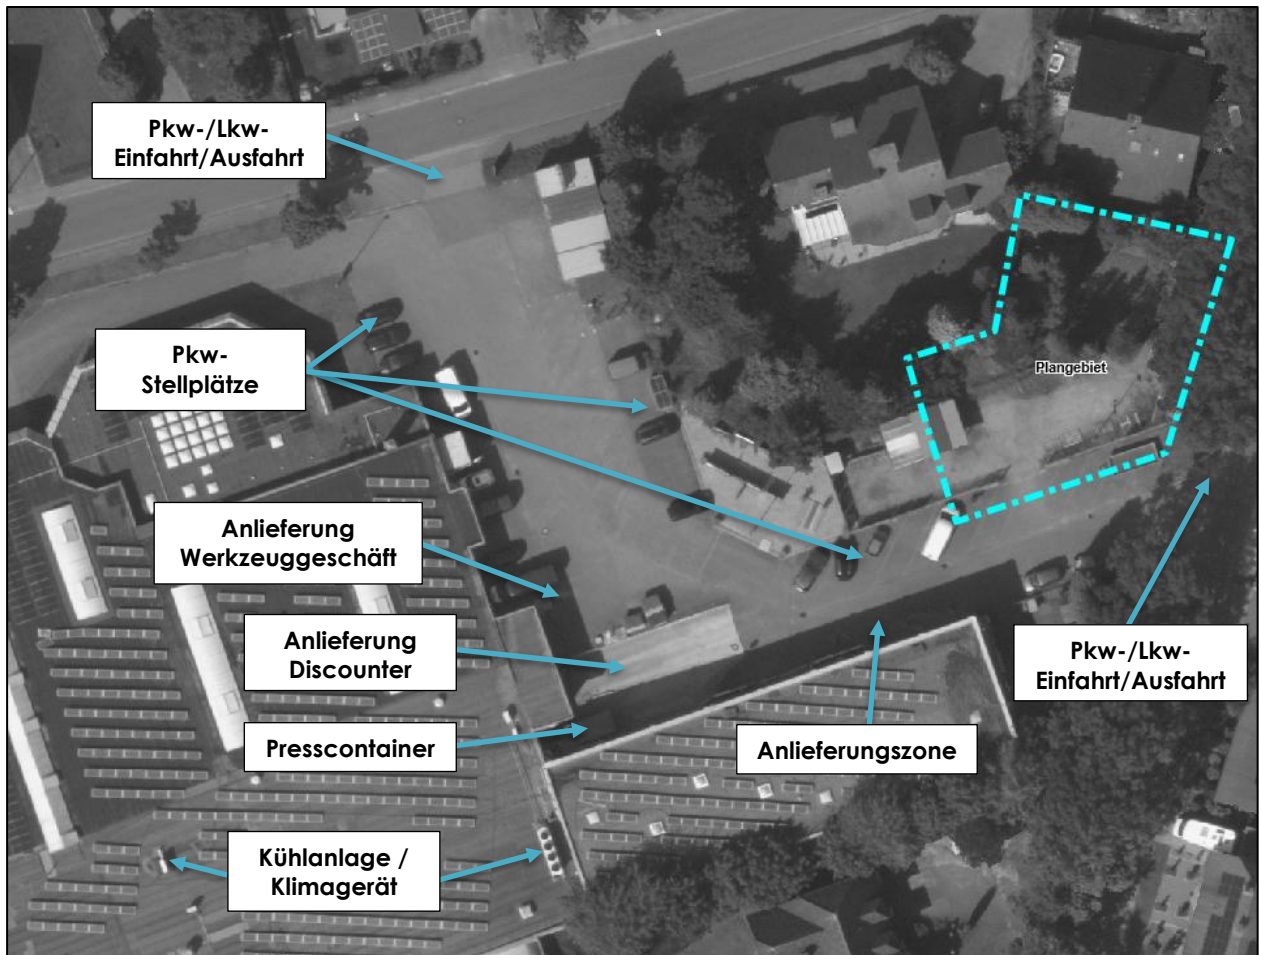 Pkw-/Lkw-
Einfahrt/Ausfahrt
Pkw-
Stellplätze
Plangebiet
Anlieferung
Werkzeuggeschäft
Anlieferung
Discounter
Pkw-/Lkw-
Einfahrt/Ausfahrt
Presscontainer
Anlieferungszone
Kühlanlage /
Klimagerät